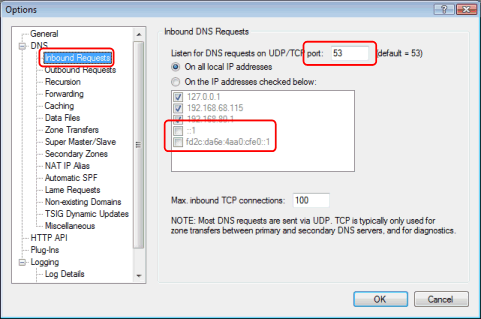 Options
General
DNS
Inbound Requests
Outbound Requests
Recursion
Forwarding
Caching
Data Files
Zone Transfers
Super Master/Slave
Secondary Zones
NAT IP Alias
Automatic SPF
Lame Requests
Non-existing Domains
TSIG Dynamic Updates
Miscellaneous
HTTP API
Plug-Ins
Logging
Log Details
Inbound DNS Requests
Listen for DNS requests on UDP/TCP port: 53 (default = 53)
On all local IP addresses
On the IP addresses checked below:
127.0.0.1
192.168.68.115
192.168.80.1
::1
fd2c:da6e:4aa0:cfe0::1
Max. inbound TCP connections: 100
NOTE: Most DNS requests are sent via UDP. TCP is typically only used for
zone transfers between primary and secondary DNS servers, and for diagnostics.
OK Cancel